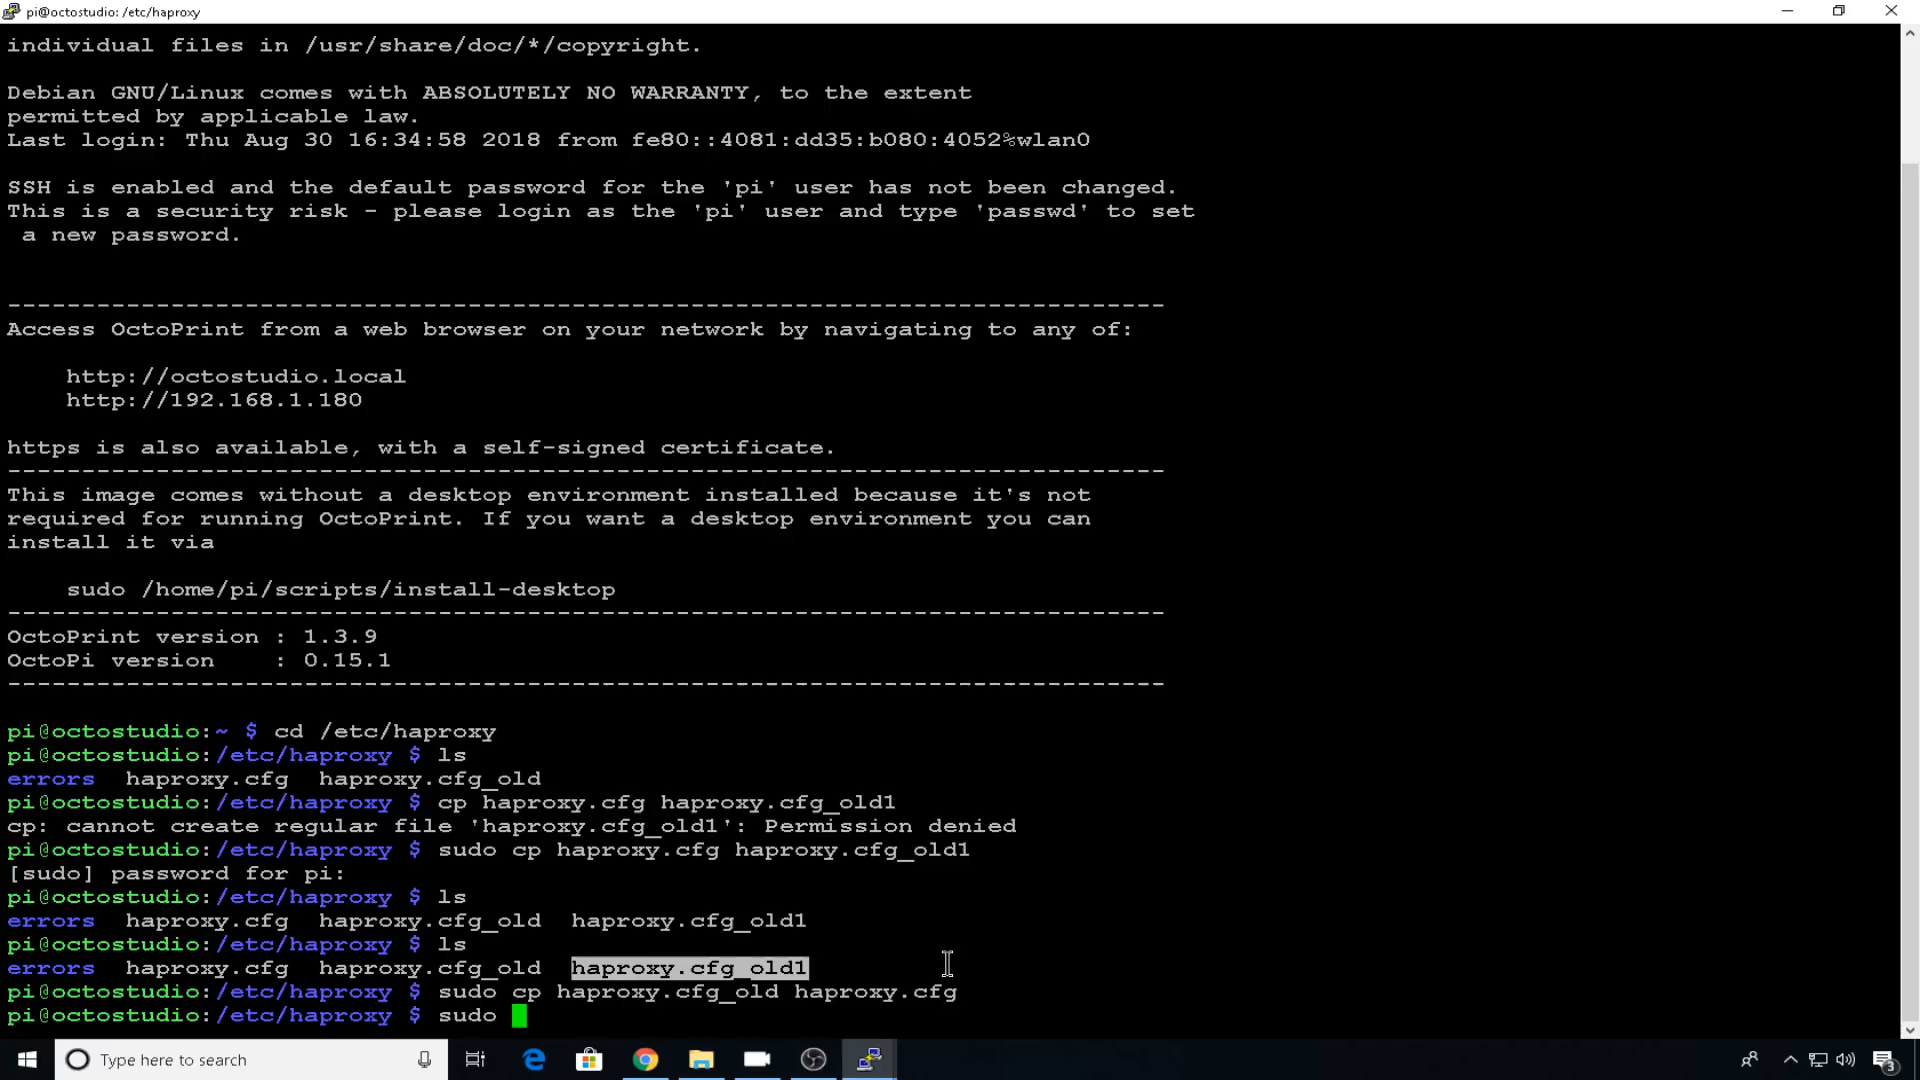 pi@octostudio: /etc/haproxy
individual files in /usr/share/doc/*/copyright.
Debian GNU/Linux comes with ABSOLUTELY NO WARRANTY, to the extent
permitted by applicable law.
Last login: Thu Aug 30 16:34:58 2018 from fe80::4081:dd35:b080:4052%wlan0
SSH is enabled and the default password for the 'pi' user has not been changed.
This is a security risk - please login as the 'pi' user and type 'passwd' to set
 a new password.
------------------------------------------------------------------------------
Access OctoPrint from a web browser on your network by navigating to any of:
    http://octostudio.local
    http://192.168.1.180
https is also available, with a self-signed certificate.
------------------------------------------------------------------------------
This image comes without a desktop environment installed because it's not
required for running OctoPrint. If you want a desktop environment you can
install it via
    sudo /home/pi/scripts/install-desktop
------------------------------------------------------------------------------
OctoPrint version : 1.3.9
OctoPi version    : 0.15.1
------------------------------------------------------------------------------
pi@octostudio:~ $ cd /etc/haproxy
pi@octostudio:/etc/haproxy $ ls
errors  haproxy.cfg  haproxy.cfg_old
pi@octostudio:/etc/haproxy $ cp haproxy.cfg haproxy.cfg_old1
cp: cannot create regular file 'haproxy.cfg_old1': Permission denied
pi@octostudio:/etc/haproxy $ sudo cp haproxy.cfg haproxy.cfg_old1
[sudo] password for pi:
pi@octostudio:/etc/haproxy $ ls
errors  haproxy.cfg  haproxy.cfg_old  haproxy.cfg_old1
pi@octostudio:/etc/haproxy $ ls
errors  haproxy.cfg  haproxy.cfg_old  haproxy.cfg_old1
pi@octostudio:/etc/haproxy $ sudo cp haproxy.cfg_old haproxy.cfg
pi@octostudio:/etc/haproxy $ sudo
Type here to search
3